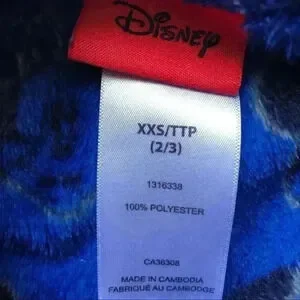 Disney
XXS/TTP
(2/3)
1316338
100% POLYESTER
CA36308
MADE IN CAMBODIA
FABRIQUÉ AU CAMBODGE